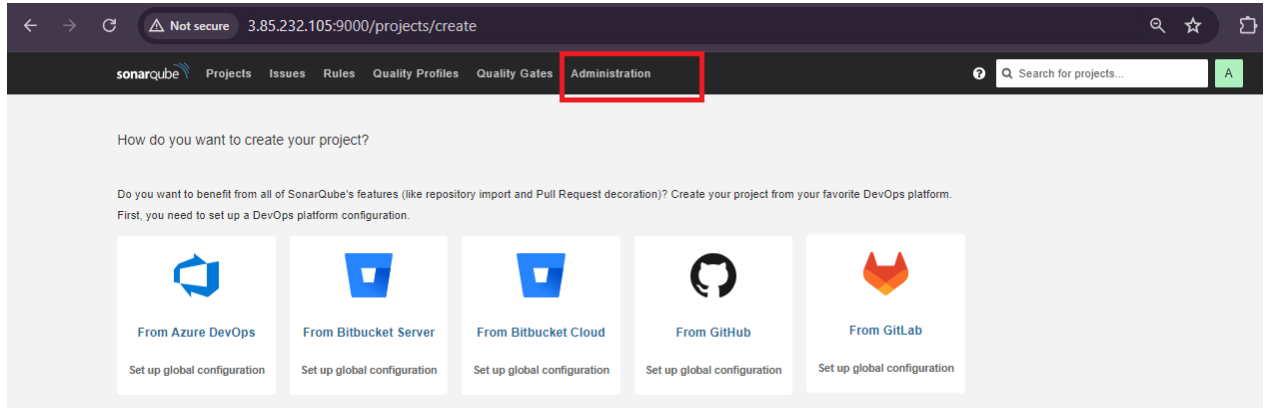 Not secure 3.85.232.105:9000/projects/create
sonarqube Projects Issues Rules Quality Profiles Quality Gates Administration ? Search for projects... A
How do you want to create your project?
Do you want to benefit from all of SonarQube's features (like repository import and Pull Request decoration)? Create your project from your favorite DevOps platform.
First, you need to set up a DevOps platform configuration.
From Azure DevOps From Bitbucket Server From Bitbucket Cloud From GitHub From GitLab
Set up global configuration Set up global configuration Set up global configuration Set up global configuration Set up global configuration